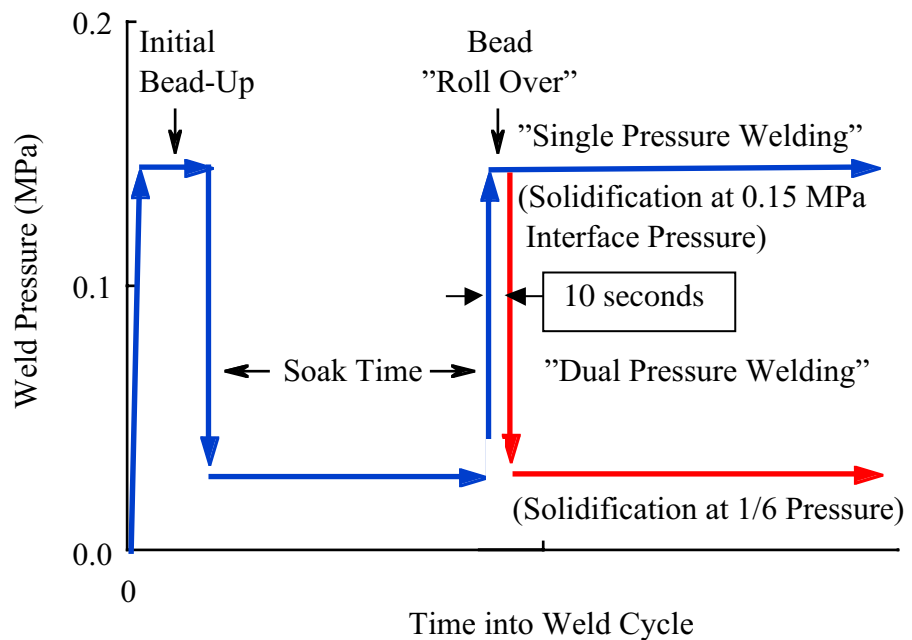 0.2
Initial
Bead-Up
Bead
”Roll Over”
”Single Pressure Welding”
(Solidification at 0.15 MPa
Interface Pressure)
Weld Pressure (MPa)
0.1
10 seconds
Soak Time
”Dual Pressure Welding”
(Solidification at 1/6 Pressure)
0.0
0
Time into Weld Cycle